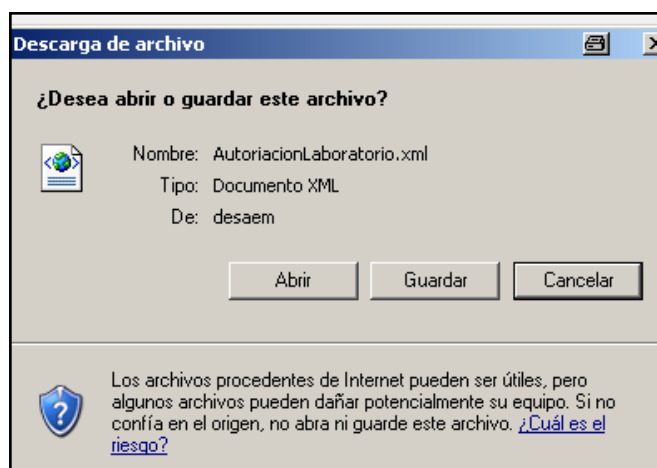 Descarga de archivo
¿Desea abrir o guardar este archivo?
Nombre: AutoriacionLaboratorio.xml
Tipo: Documento XML
De: desaem
Abrir Guardar Cancelar
Los archivos procedentes de Internet pueden ser útiles, pero
algunos archivos pueden dañar potencialmente su equipo. Si no
confía en el origen, no abra ni guarde este archivo. ¿Cuál es el
riesgo?